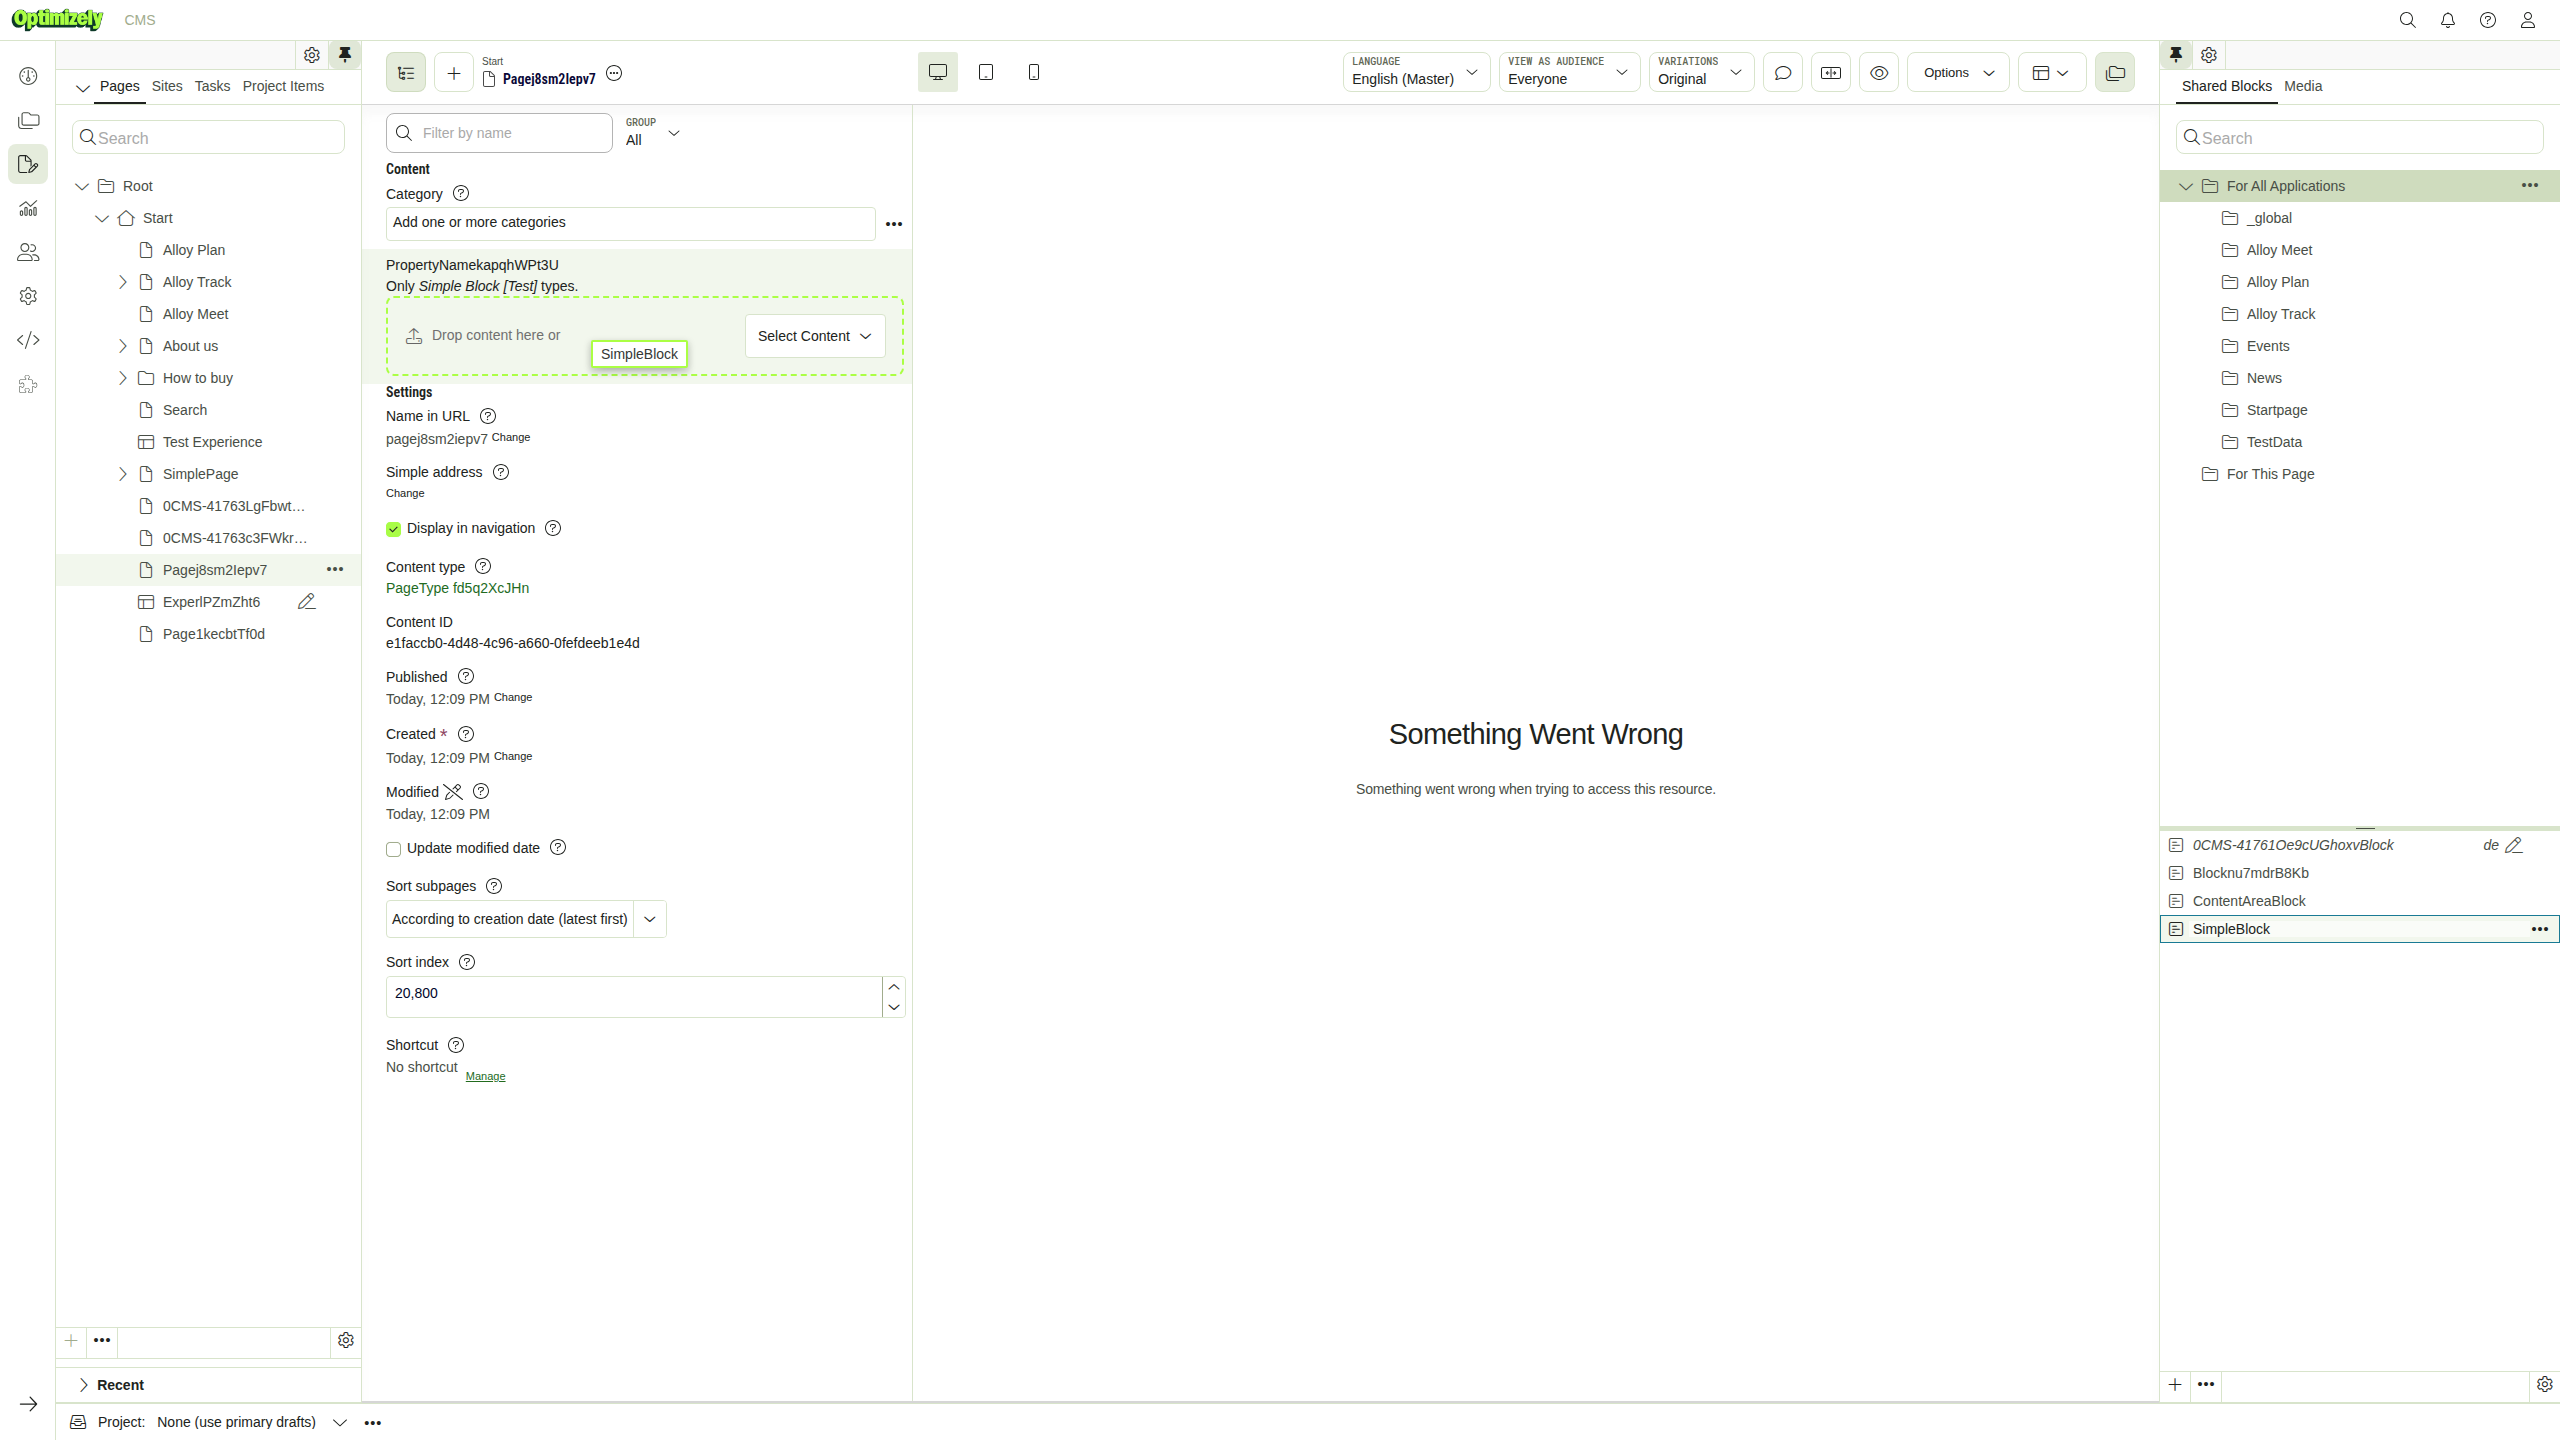 Optimizely CMS
Pages Sites Tasks Project Items
Search
Root
Start
Alloy Plan
Alloy Track
Alloy Meet
About us
How to buy
Search
Test Experience
SimplePage
0CMS-41763LgFbwt…
0CMS-41763c3FWkr…
Pagej8sm2Iepv7
ExperlPZmZht6
Page1kecbtTf0d
Recent
Project: None (use primary drafts)
Start
Pagej8sm2Iepv7
LANGUAGE
English (Master)
VIEW AS AUDIENCE
Everyone
VARIATIONS
Original
Options
Filter by name
GROUP
All
Content
Category
Add one or more categories
PropertyNamekapqhWPt3U
Only Simple Block [Test] types.
Drop content here or
Select Content
SimpleBlock
Settings
Name in URL
pagej8sm2iepv7 Change
Simple address
Change
Display in navigation
Content type
PageType fd5q2XcJHn
Content ID
e1faccb0-4d48-4c96-a660-0fefdeeb1e4d
Published
Today, 12:09 PM Change
Created *
Today, 12:09 PM Change
Modified
Today, 12:09 PM
Update modified date
Sort subpages
According to creation date (latest first)
Sort index
20,800
Shortcut
No shortcut Manage
Something Went Wrong
Something went wrong when trying to access this resource.
Shared Blocks Media
Search
For All Applications
_global
Alloy Meet
Alloy Plan
Alloy Track
Events
News
Startpage
TestData
For This Page
0CMS-41761Oe9cUGhoxvBlock de
Blocknu7mdrB8Kb
ContentAreaBlock
SimpleBlock